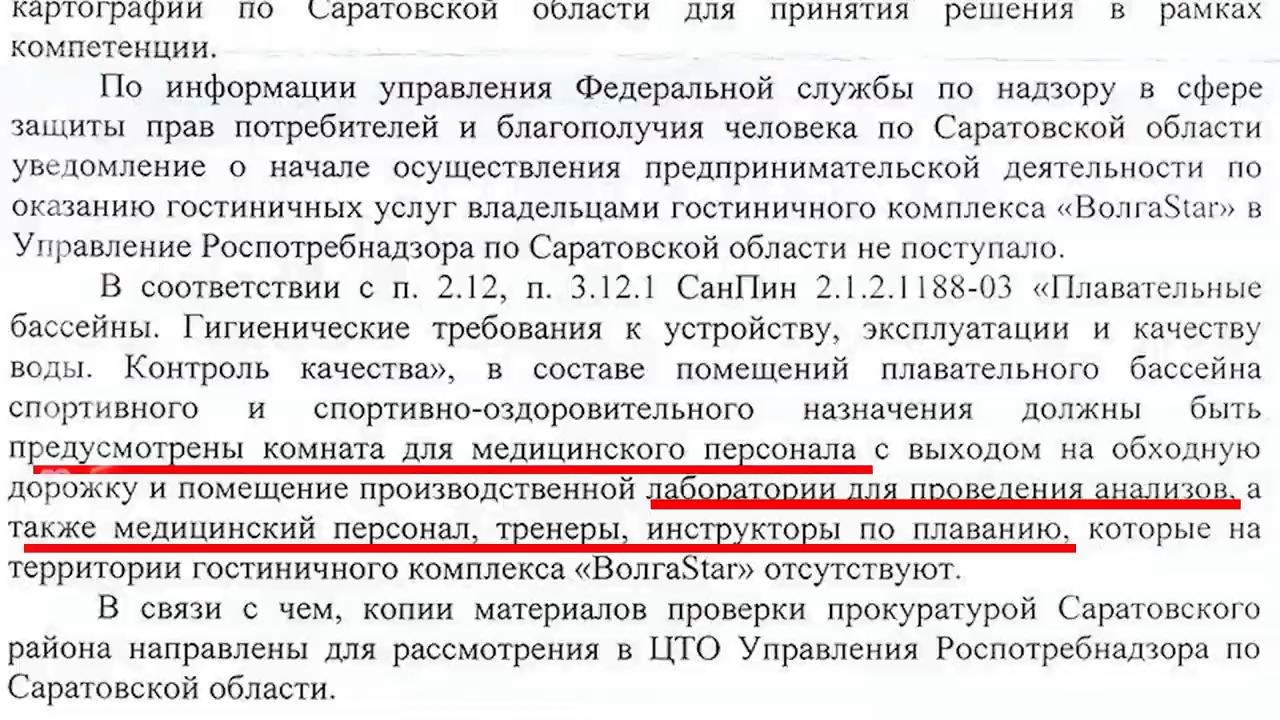 картографии по Саратовской области для принятия решения в рамках
компетенции.
По информации управления Федеральной службы по надзору в сфере
защиты прав потребителей и благополучия человека по Саратовской области
уведомление о начале осуществления предпринимательской деятельности по
оказанию гостиничных услуг владельцами гостиничного комплекса «ВолгаStar» в
Управление Роспотребнадзора по Саратовской области не поступало.
В соответствии с п. 2.12, п. 3.12.1 СанПин 2.1.2.1188-03 «Плавательные
бассейны. Гигиенические требования к устройству, эксплуатации и качеству
воды. Контроль качества», в составе помещений плавательного бассейна
спортивного и спортивно-оздоровительного назначения должны быть
предусмотрены комната для медицинского персонала с выходом на обходную
дорожку и помещение производственной лаборатории для проведения анализов, а
также медицинский персонал, тренеры, инструкторы по плаванию, которые на
территории гостиничного комплекса «ВолгаStar» отсутствуют.
В связи с чем, копии материалов проверки прокуратурой Саратовского
района направлены для рассмотрения в ЦТО Управления Роспотребнадзора по
Саратовской области.